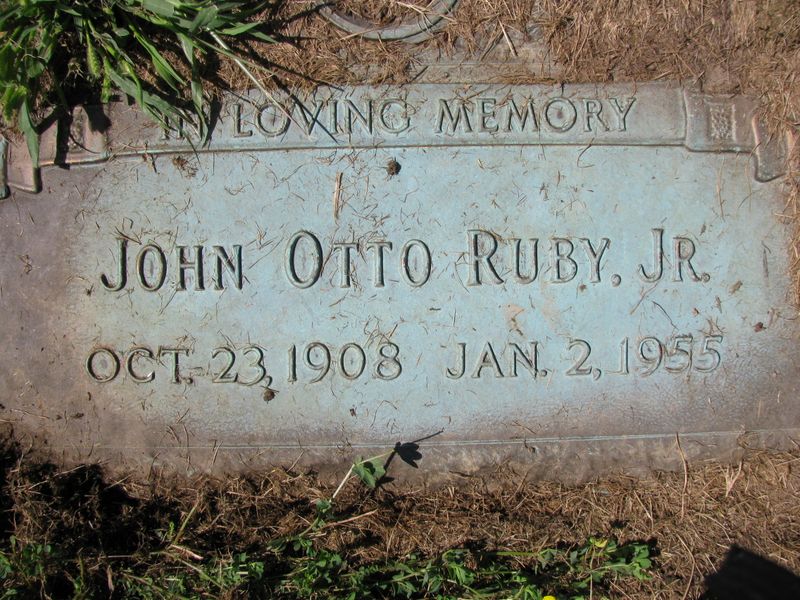 IN LOVING MEMORY
JOHN OTTO RUBY, JR.
OCT. 23, 1908 JAN. 2, 1955